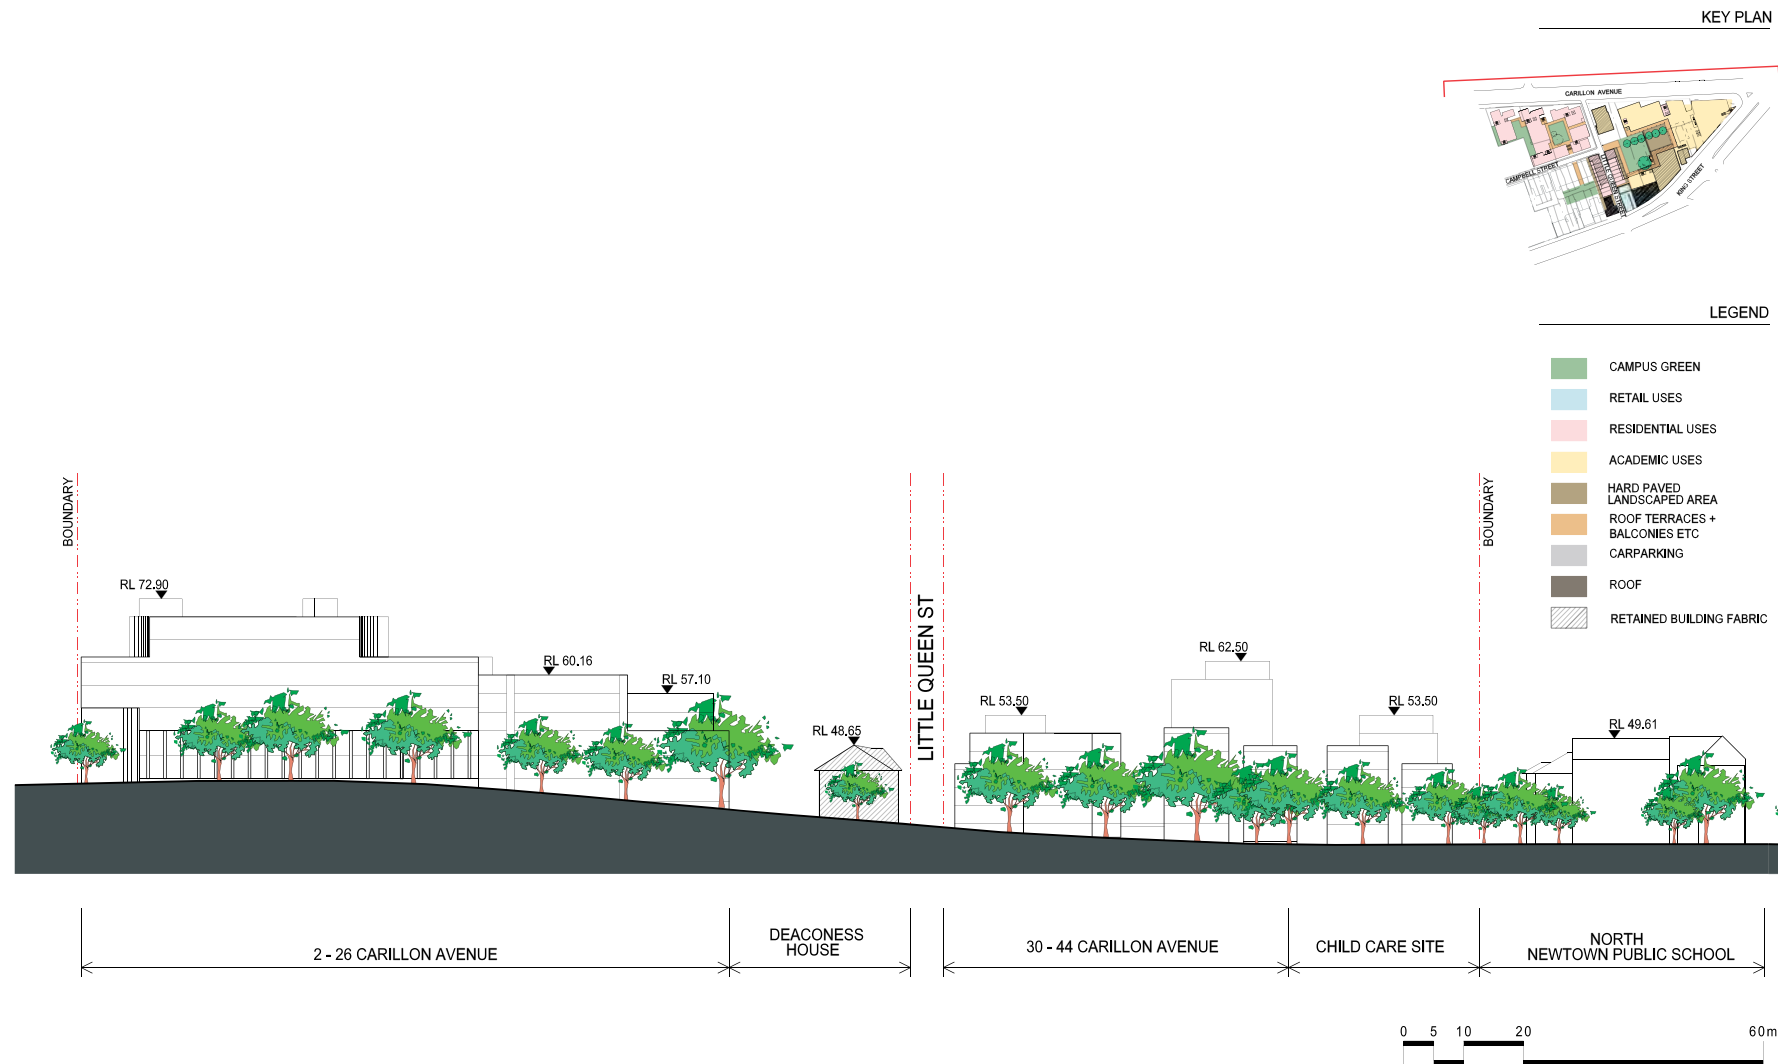 KEY PLAN
CARILLON AVENUE
CAMPBELL STREET
LITTLE QUEEN STREET
KING STREET
LEGEND
CAMPUS GREEN
RETAIL USES
RESIDENTIAL USES
ACADEMIC USES
HARD PAVED
LANDSCAPED AREA
ROOF TERRACES +
BALCONIES ETC
CARPARKING
ROOF
RETAINED BUILDING FABRIC
BOUNDARY
RL 72.90
RL 60.16
RL 57.10
RL 48.65
LITTLE QUEEN ST
RL 53.50
RL 62.50
RL 53.50
BOUNDARY
RL 49.61
2 - 26 CARILLON AVENUE
DEACONESS
HOUSE
30 - 44 CARILLON AVENUE
CHILD CARE SITE
NORTH
NEWTOWN PUBLIC SCHOOL
0 5 10 20 60m